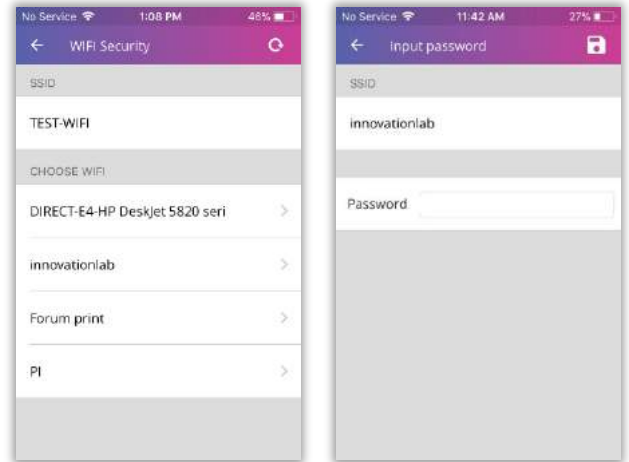 No Service 1:08 PM 46%
WIFI Security
SSID
TEST-WIFI
CHOOSE WIFI
DIRECT-E4-HP DeskJet 5820 seri
innovationlab
Forum print
PI
No Service 11:42 AM 27%
Input password
SSID
innovationlab
Password